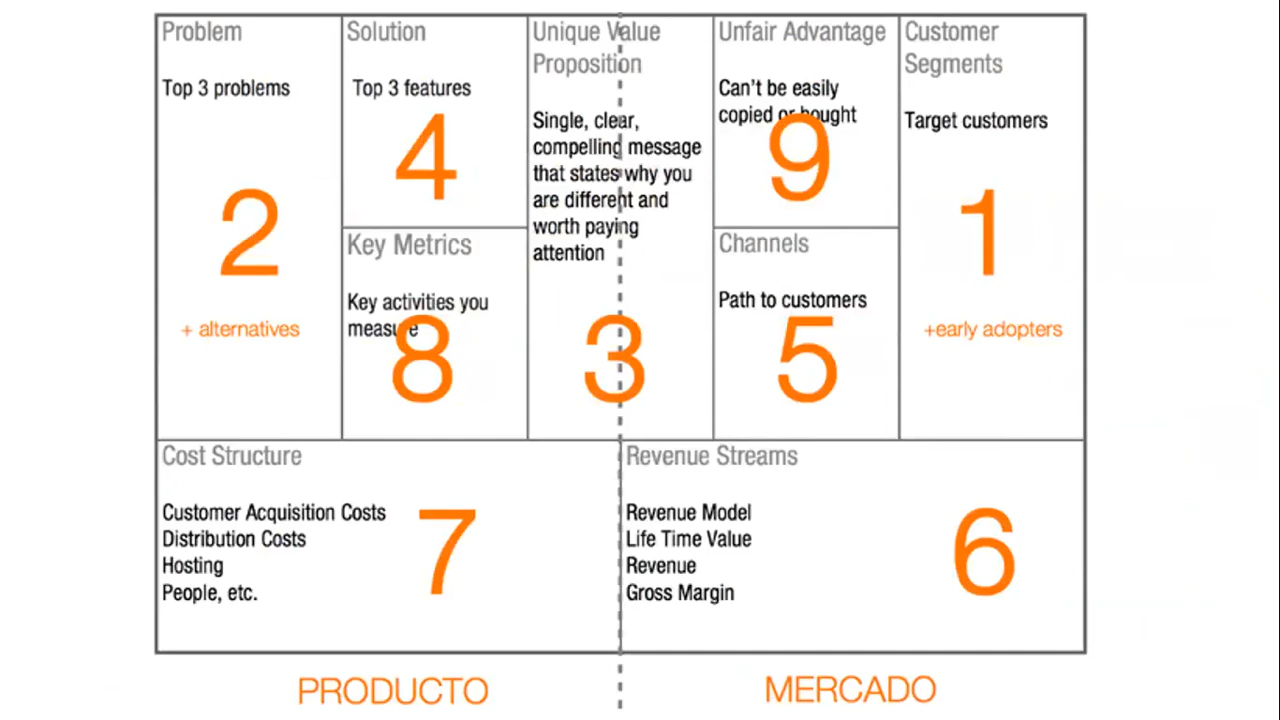 Problem
Top 3 problems
2
+ alternatives
Solution
Top 3 features
4
Key Metrics
Key activities you
measure
8
Unique Value
Proposition
Single, clear,
compelling message
that states why you
are different and
worth paying
attention
3
Unfair Advantage
Can't be easily
copied or bought
9
Channels
Path to customers
5
Customer
Segments
Target customers
1
+early adopters
Cost Structure
Customer Acquisition Costs
Distribution Costs
Hosting
People, etc.
7
Revenue Streams
Revenue Model
Life Time Value
Revenue
Gross Margin
6
PRODUCTO
MERCADO